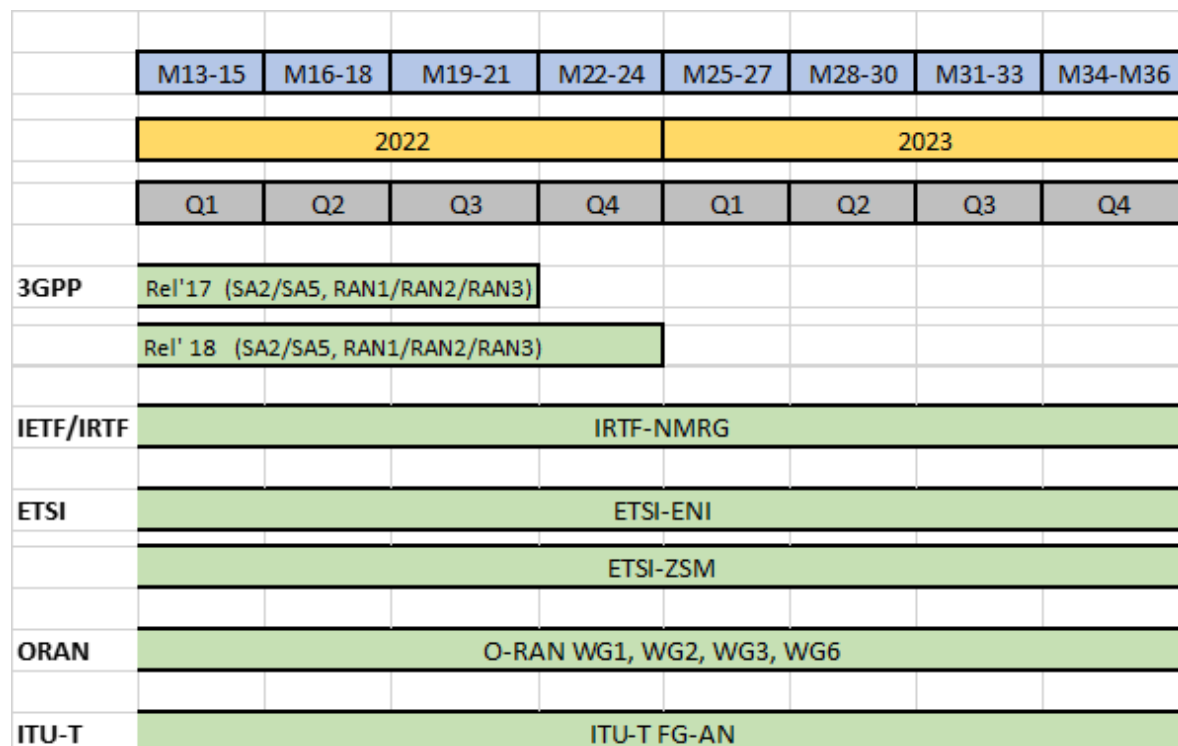 M13-15 M16-18 M19-21 M22-24 M25-27 M28-30 M31-33 M34-M36
2022 2023
Q1 Q2 Q3 Q4 Q1 Q2 Q3 Q4
3GPP Rel'17 (SA2/SA5, RAN1/RAN2/RAN3)
Rel' 18 (SA2/SA5, RAN1/RAN2/RAN3)
IETF/IRTF IRTF-NMRG
ETSI ETSI-ENI
ETSI-ZSM
ORAN O-RAN WG1, WG2, WG3, WG6
ITU-T ITU-T FG-AN